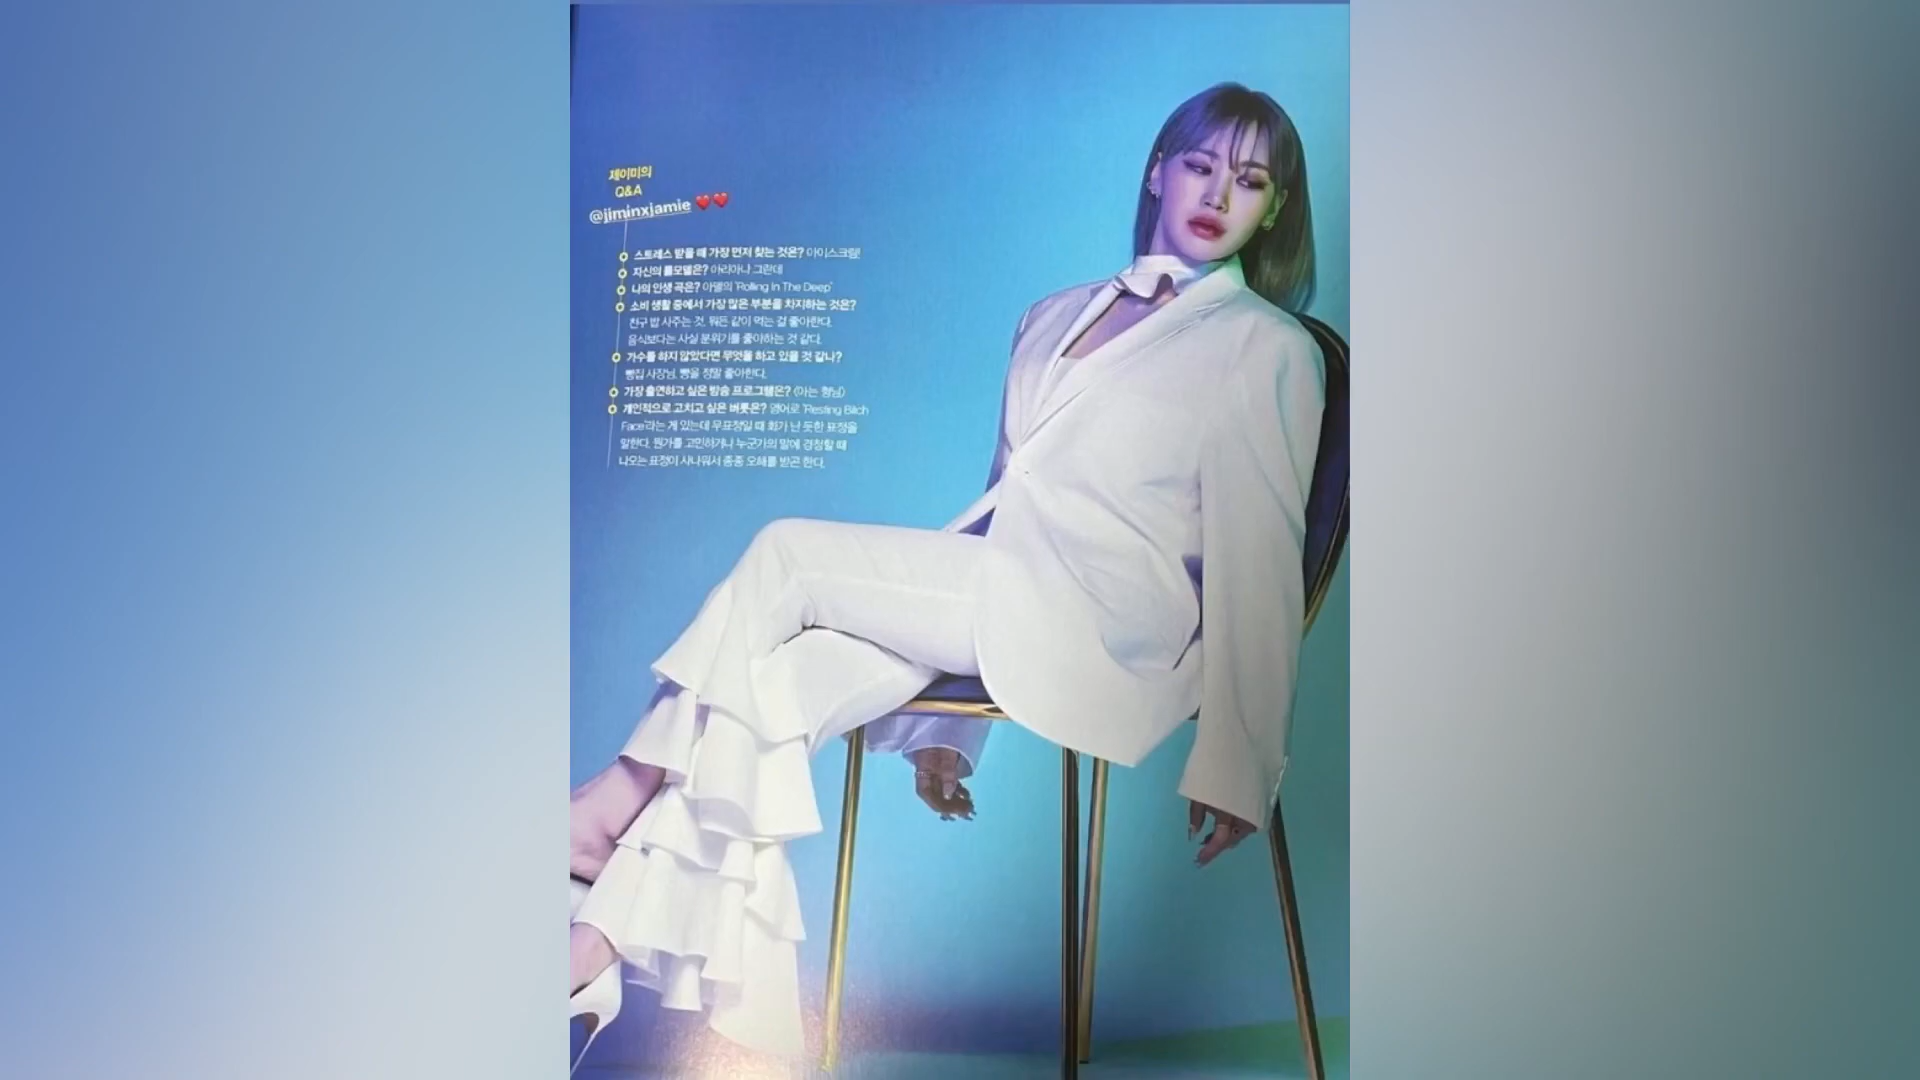 제이미의
Q&A
@jiminxjamie ❤️❤️
스트레스 받을 때 가장 먼저 찾는 것은? 아이스크림!
자신의 롤모델은? 아리아나 그란데
나의 인생 곡은? 아델의 'Rolling In The Deep'
소비 생활 중에서 가장 많은 부분을 차지하는 것은?
친구 밥 사주는 것. 뭐든 같이 먹는 걸 좋아한다.
음식보다는 사실 분위기를 좋아하는 것 같다.
가수를 하지 않았다면 무엇을 하고 있을 것 같나?
빵집 사장님. 빵을 정말 좋아한다.
가장 출연하고 싶은 방송 프로그램은? <아는 형님>
개인적으로 고치고 싶은 버릇은? 영어로 'Resting Bitch
Face'라는 게 있는데 무표정일 때 화가 난 듯한 표정을
말한다. 뭔가를 고민하거나 누군가의 말에 경청할 때
나오는 표정이 사나워서 종종 오해를 받곤 한다.